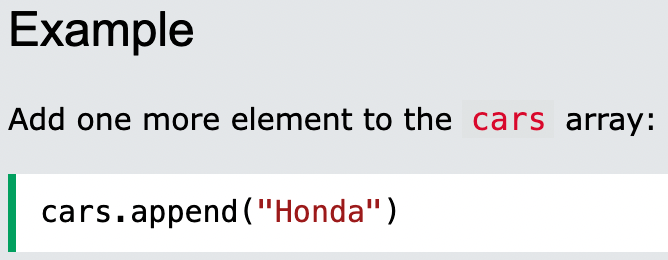 Example
Add one more element to the cars array:
cars.append("Honda")